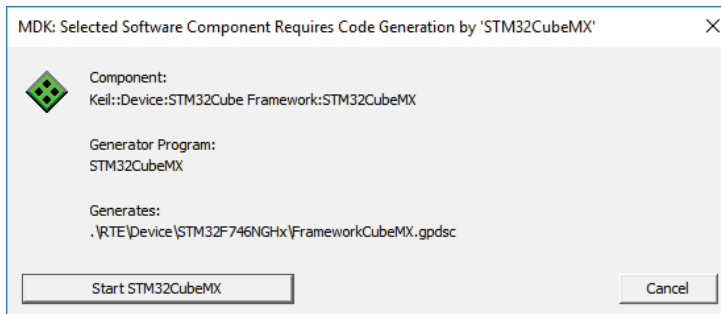 MDK: Selected Software Component Requires Code Generation by 'STM32CubeMX'
Component:
Keil::Device:STM32Cube Framework:STM32CubeMX
Generator Program:
STM32CubeMX
Generates:
.\RTE\Device\STM32F746NGHx\FrameworkCubeMX.gpdsc
Start STM32CubeMX
Cancel